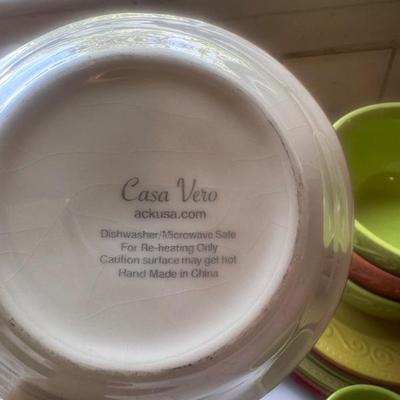 Casa Vero
ackusa.com
Dishwasher/Microwave Safe
For Re-heating Only
Caution surface may get hot
Hand Made in China